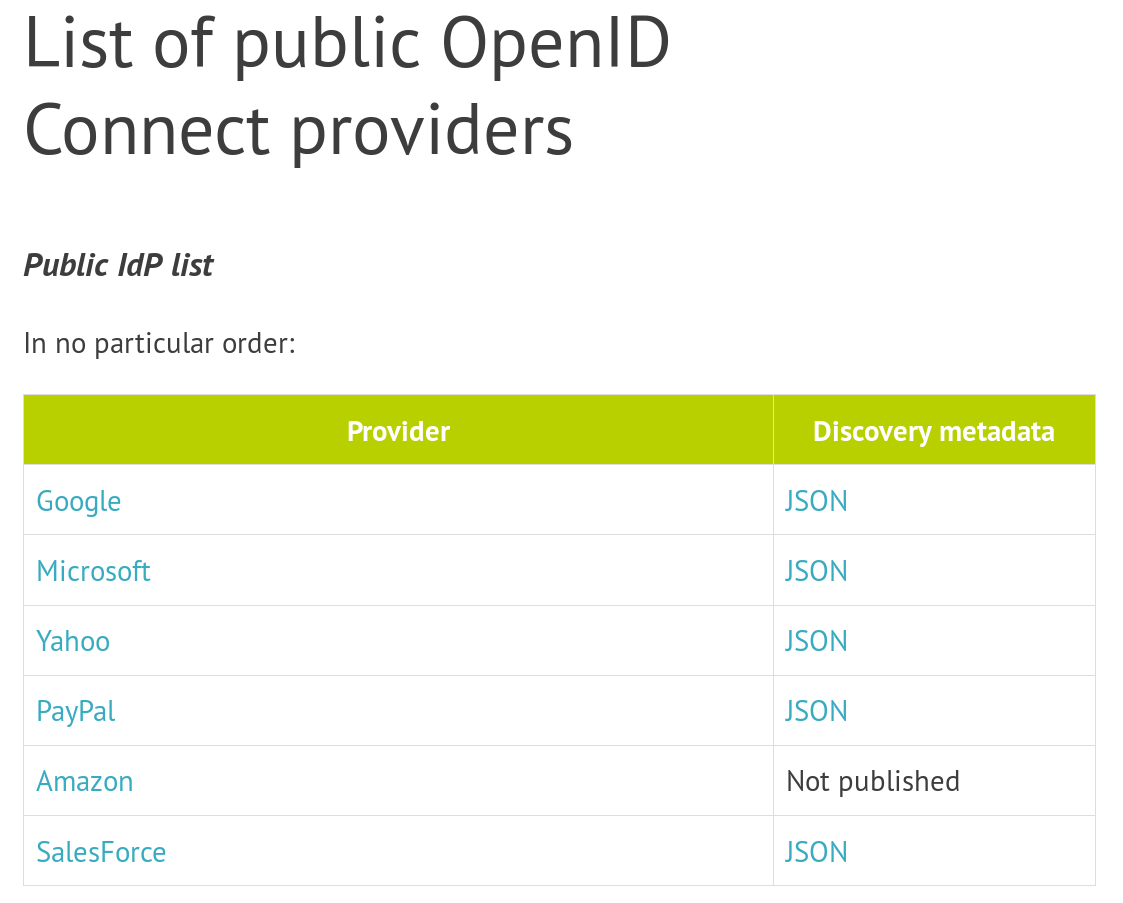 List of public OpenID
Connect providers
Public IdP list
In no particular order:
Provider Discovery metadata
Google JSON
Microsoft JSON
Yahoo JSON
PayPal JSON
Amazon Not published
SalesForce JSON